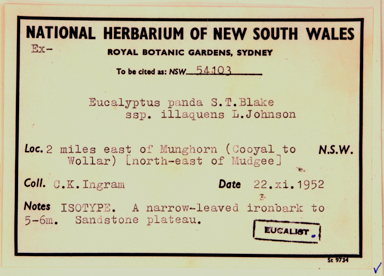 NATIONAL HERBARIUM OF NEW SOUTH WALES
Ex-
ROYAL BOTANIC GARDENS, SYDNEY
To be cited as: NSW 54103
Eucalyptus panda S.T.Blake
ssp. illaquens L.Johnson
Loc. 2 miles east of Munghorn (Cooyal to N.S.W.
Wollar) [north-east of Mudgee]
Coll. C.K.Ingram Date 22.xi.1952
Notes ISOTYPE. A narrow-leaved ironbark to
5-6m. Sandstone plateau.
EUCALIST
St 9734